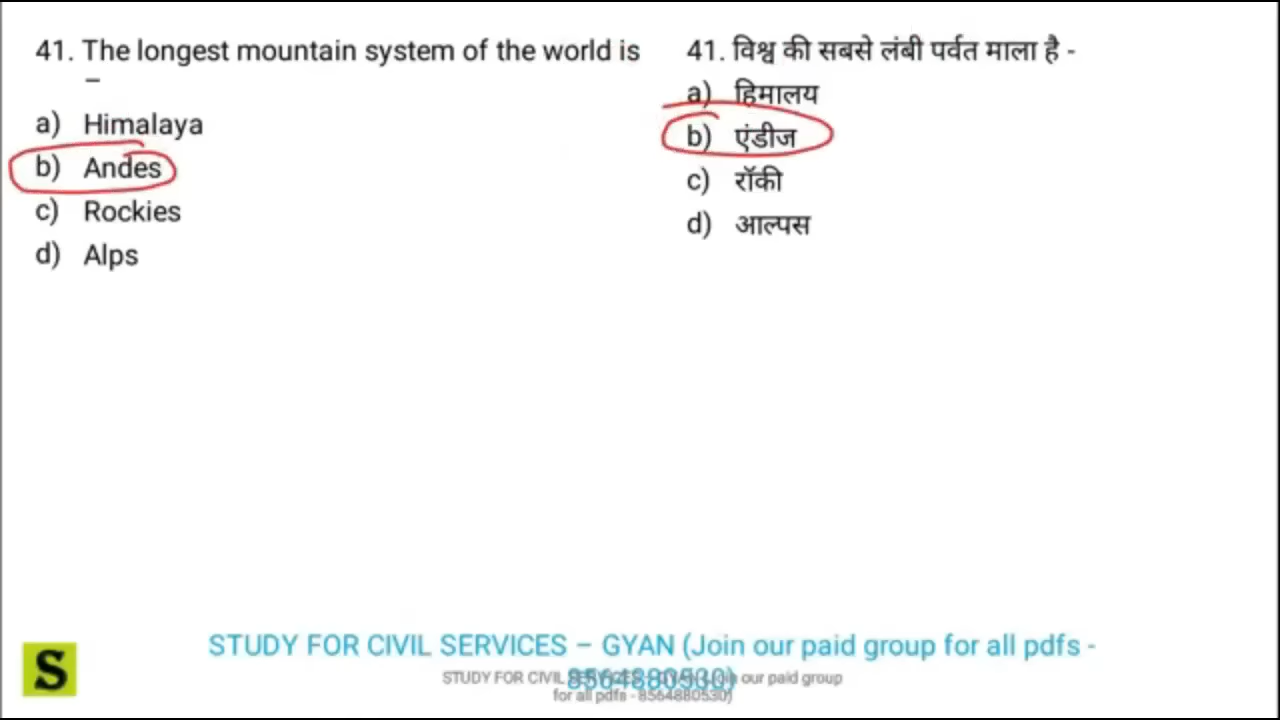 41. The longest mountain system of the world is
–
a) Himalaya
b) Andes
c) Rockies
d) Alps
41. विश्व की सबसे लंबी पर्वत माला है -
a) हिमालय
b) एंडीज
c) रॉकी
d) आल्पस
S
STUDY FOR CIVIL SERVICES – GYAN (Join our paid group for all pdfs -
8564880530)
STUDY FOR CIVIL SERVICES – GYAN (Join our paid group
for all pdfs - 8564880530)